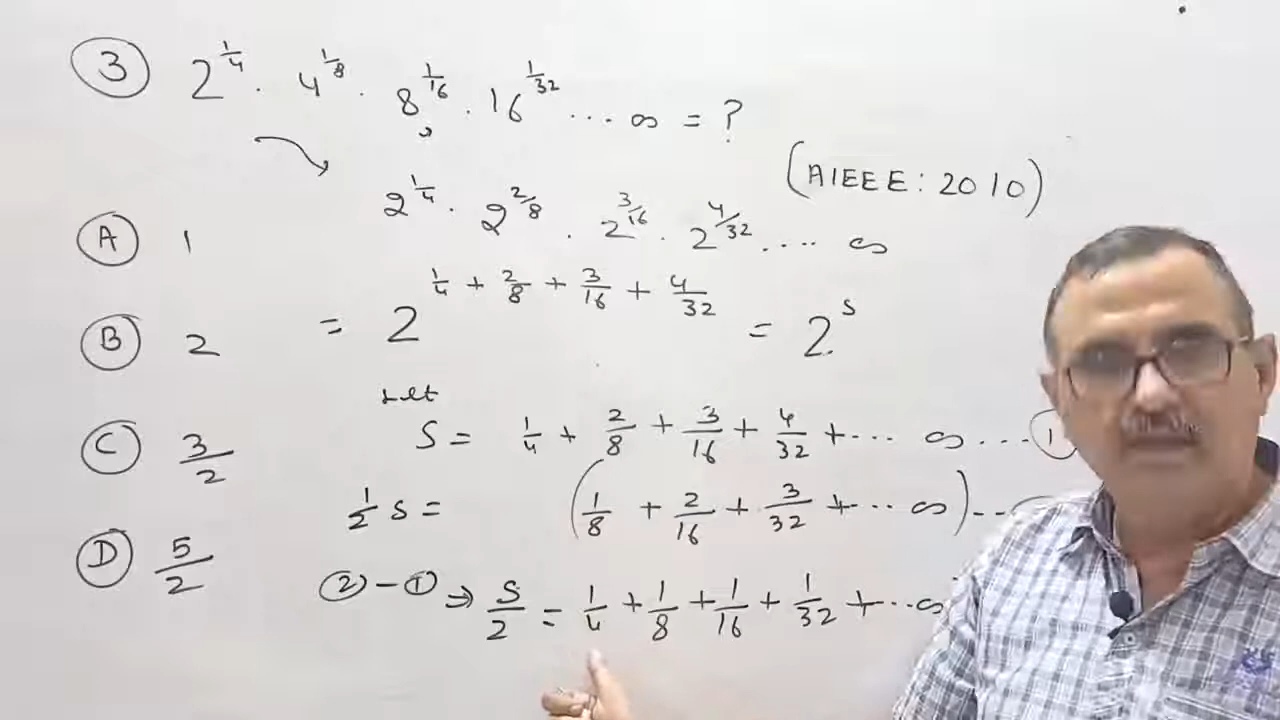 ③ 2^{1/4} . 4^{1/8} . 8^{1/16} . 16^{1/32} ... ∞ = ?
(AIEEE: 2010)
2^{1/4} . 2^{2/8} . 2^{3/16} . 2^{4/32} .... ∞
Ⓐ 1
= 2^{1/4 + 2/8 + 3/16 + 4/32} = 2^s
Ⓑ 2
Let
S = 1/4 + 2/8 + 3/16 + 4/32 + ... ∞ ... ①
Ⓒ 3/2
1/2 S = (1/8 + 2/16 + 3/32 + ... ∞) ...
Ⓓ 5/2
② - ① ⇒ S/2 = 1/4 + 1/8 + 1/16 + 1/32 + ... ∞